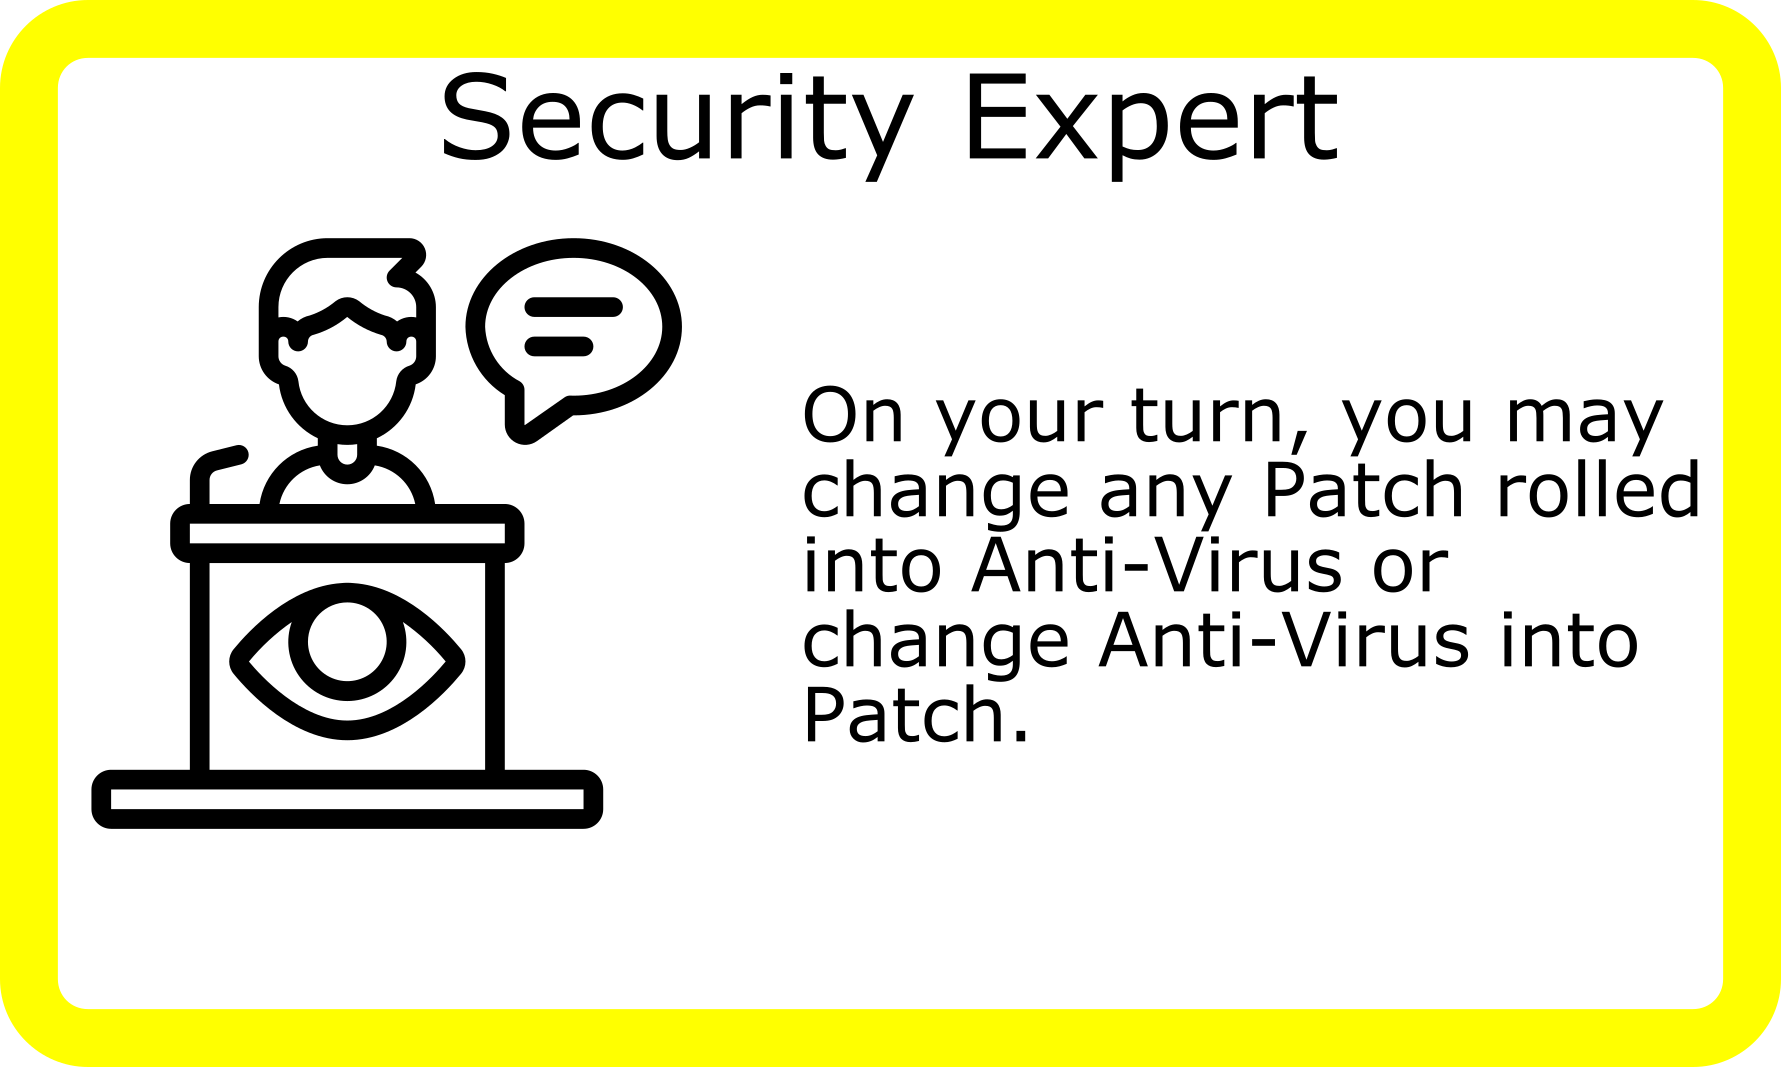 Security Expert
On your turn, you may
change any Patch rolled
into Anti-Virus or
change Anti-Virus into
Patch.